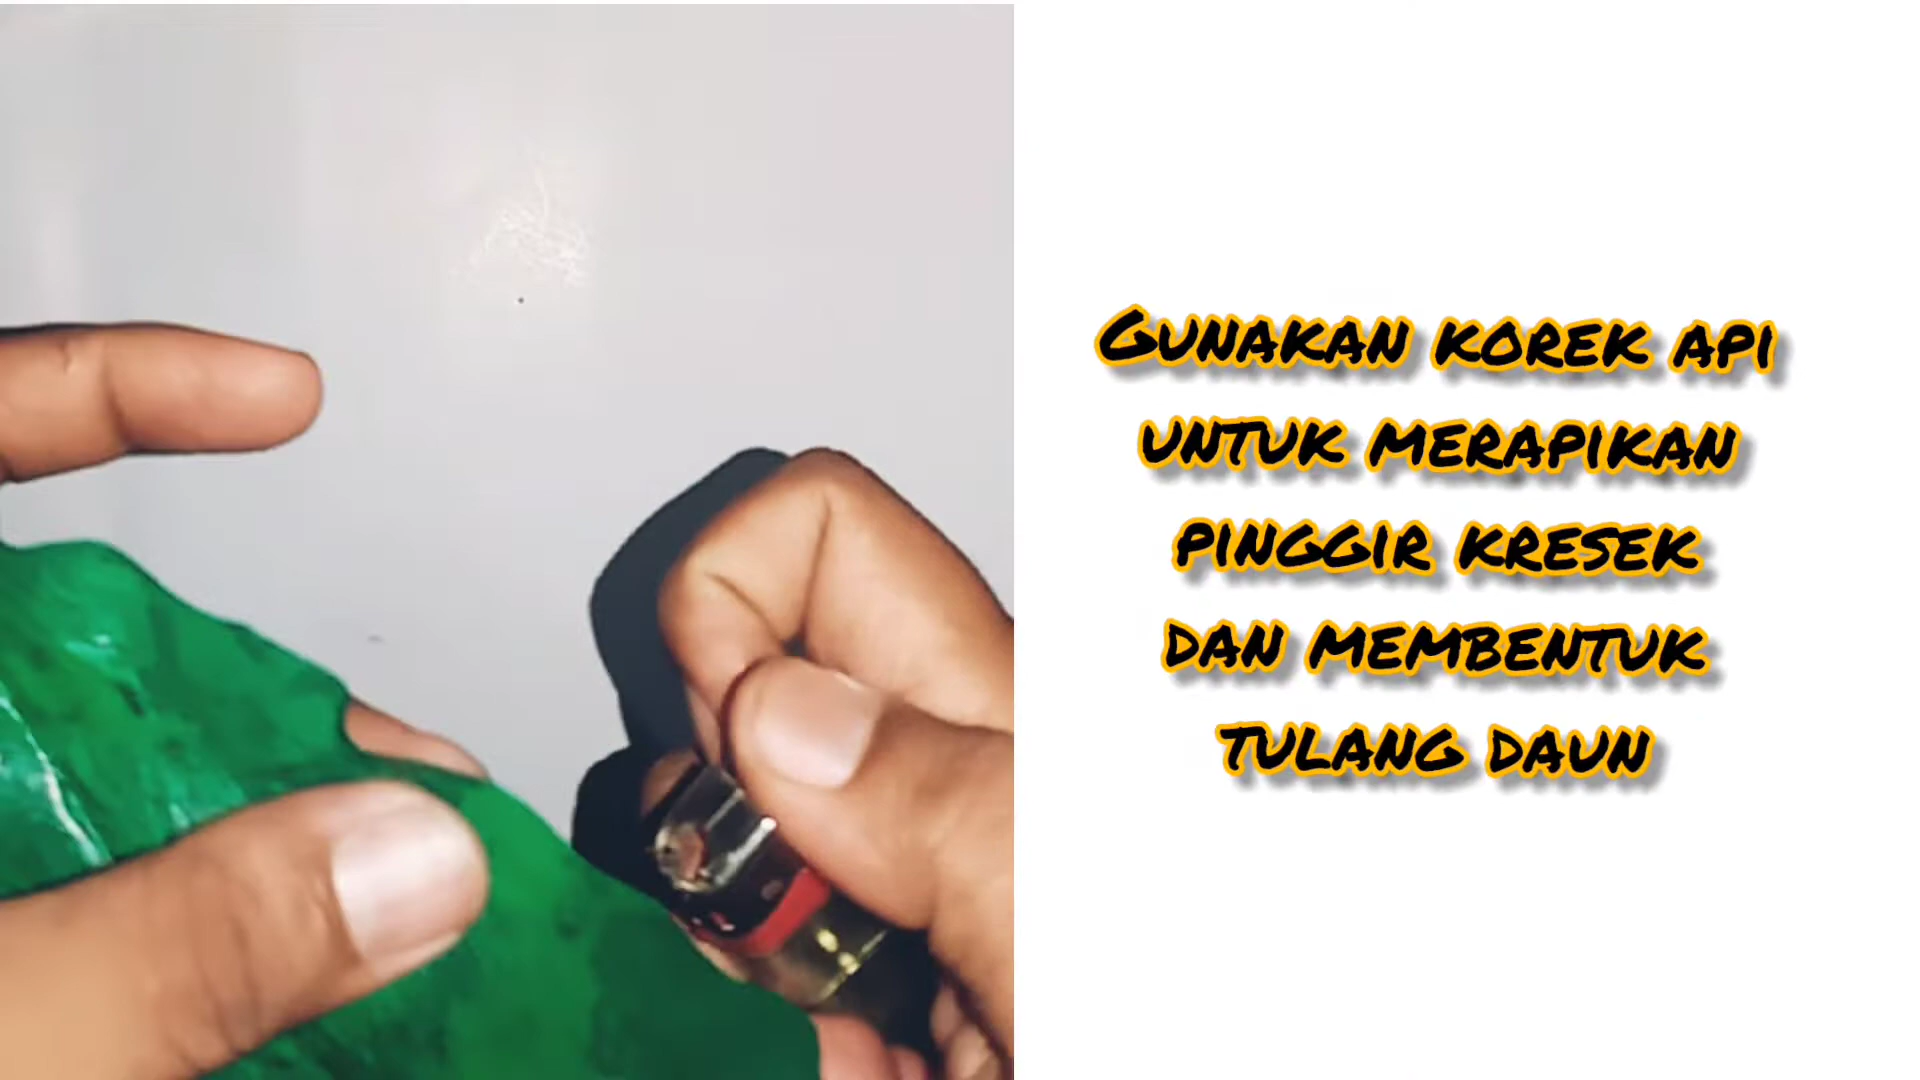 Gunakan korek api
untuk merapikan
pinggir kresek
dan membentuk
tulang daun